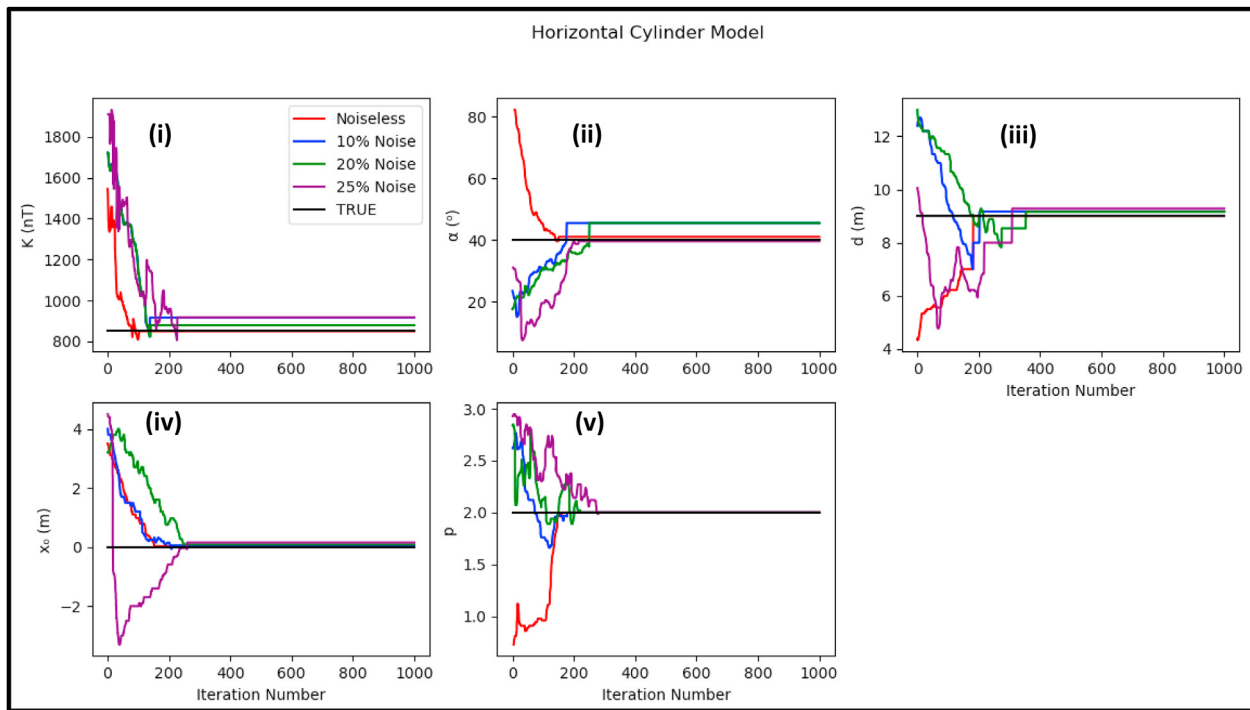 Horizontal Cylinder Model
(i)
K (nT)
1800
1600
1400
1200
1000
800
0 200 400 600 800 1000
Noiseless
10% Noise
20% Noise
25% Noise
TRUE
(ii)
α (°)
80
60
40
20
0 200 400 600 800 1000
(iii)
d (m)
12
10
8
6
4
0 200 400 600 800 1000
Iteration Number
(iv)
x₀ (m)
4
2
0
−2
0 200 400 600 800 1000
Iteration Number
(v)
p
3.0
2.5
2.0
1.5
1.0
0 200 400 600 800 1000
Iteration Number